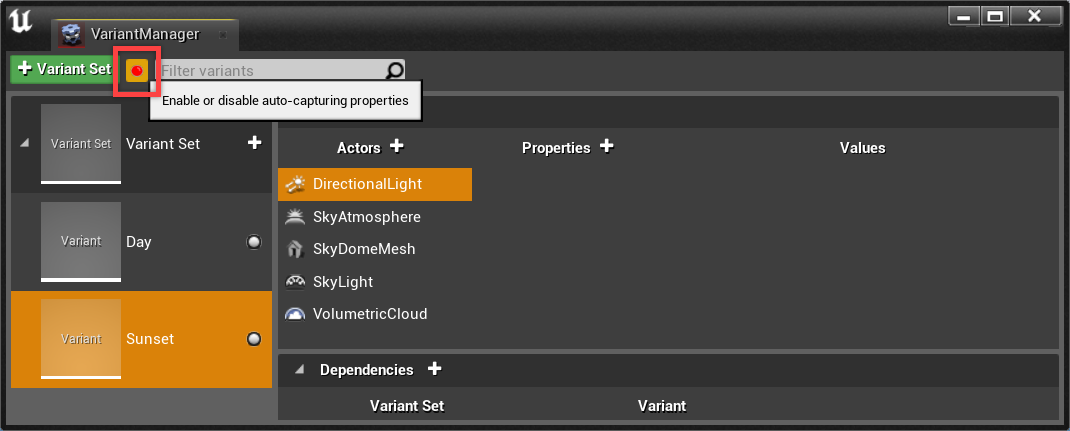 VariantManager
Variant Set
Filter variants
Enable or disable auto-capturing properties
Variant Set
Variant Set
Actors
Properties
Values
DirectionalLight
SkyAtmosphere
Variant
Day
SkyDomeMesh
SkyLight
VolumetricCloud
Variant
Sunset
Dependencies
Variant Set
Variant